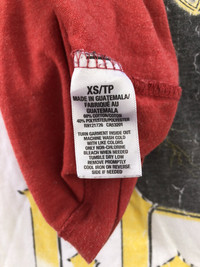 XS/TP
MADE IN GUATEMALA/
FABRIQUÉ AU
GUATEMALA
60% COTTON/COTON
40% POLYESTER/POLYESTER
CA03201
TURN GARMENT INSIDE OUT
MACHINE WASH COLD
WITH LIKE COLORS
ONLY NON-CHLORINE
BLEACH WHEN NEEDED
TUMBLE DRY LOW
REMOVE PROMPTLY
COOL IRON ON REVERSE
SIDE IF NEEDED